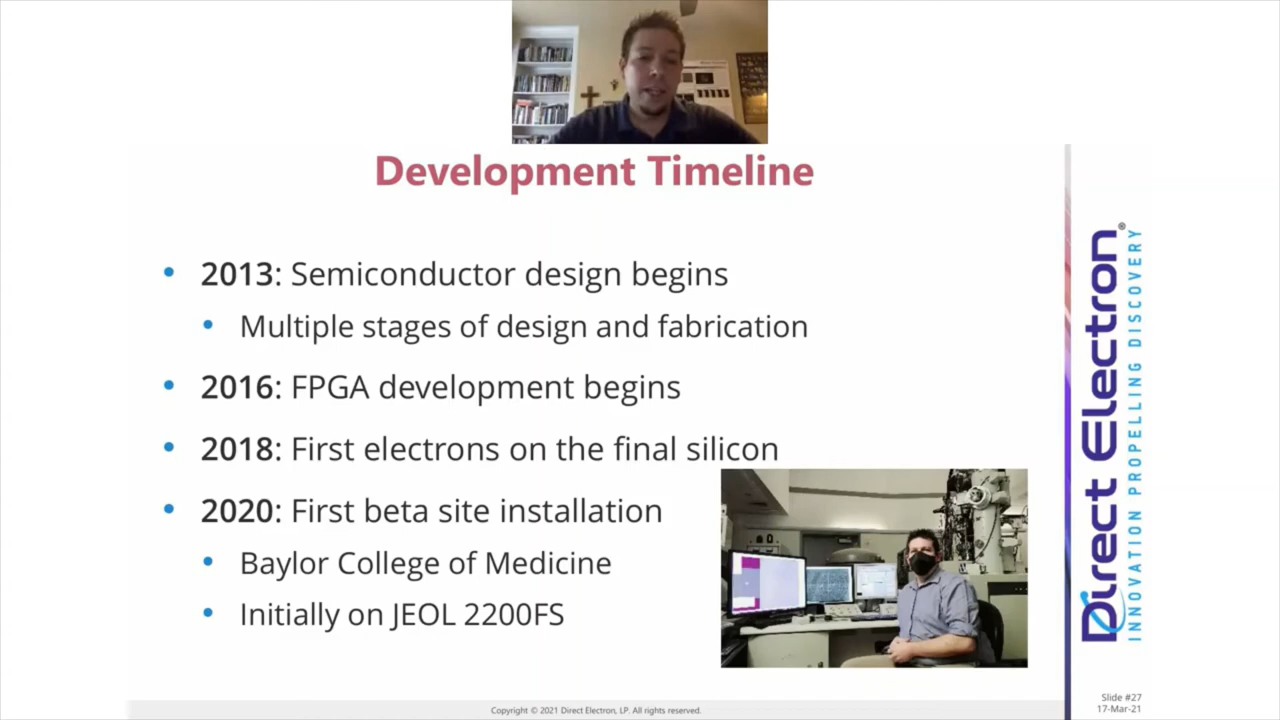 Development Timeline
• 2013: Semiconductor design begins
• Multiple stages of design and fabrication
• 2016: FPGA development begins
• 2018: First electrons on the final silicon
• 2020: First beta site installation
• Baylor College of Medicine
• Initially on JEOL 2200FS
Direct Electron®
INNOVATION PROPELLING DISCOVERY
Copyright © 2021 Direct Electron, LP. All rights reserved.
Slide #27
17-Mar-21